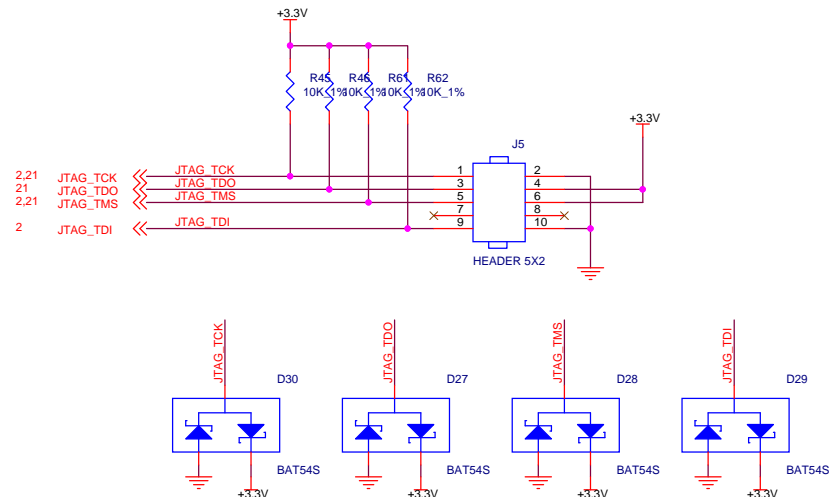 +3.3V
R45 R46 R61 R62
10K_1% 10K_1% 10K_1% 10K_1%
+3.3V
J5
2,21 JTAG_TCK JTAG_TCK 1 2
21 JTAG_TDO JTAG_TDO 3 4
2,21 JTAG_TMS JTAG_TMS 5 6
7 8
2 JTAG_TDI JTAG_TDI 9 10
HEADER 5X2
JTAG_TCK JTAG_TDO JTAG_TMS JTAG_TDI
D30 D27 D28 D29
BAT54S BAT54S BAT54S BAT54S
+3.3V +3.3V +3.3V +3.3V